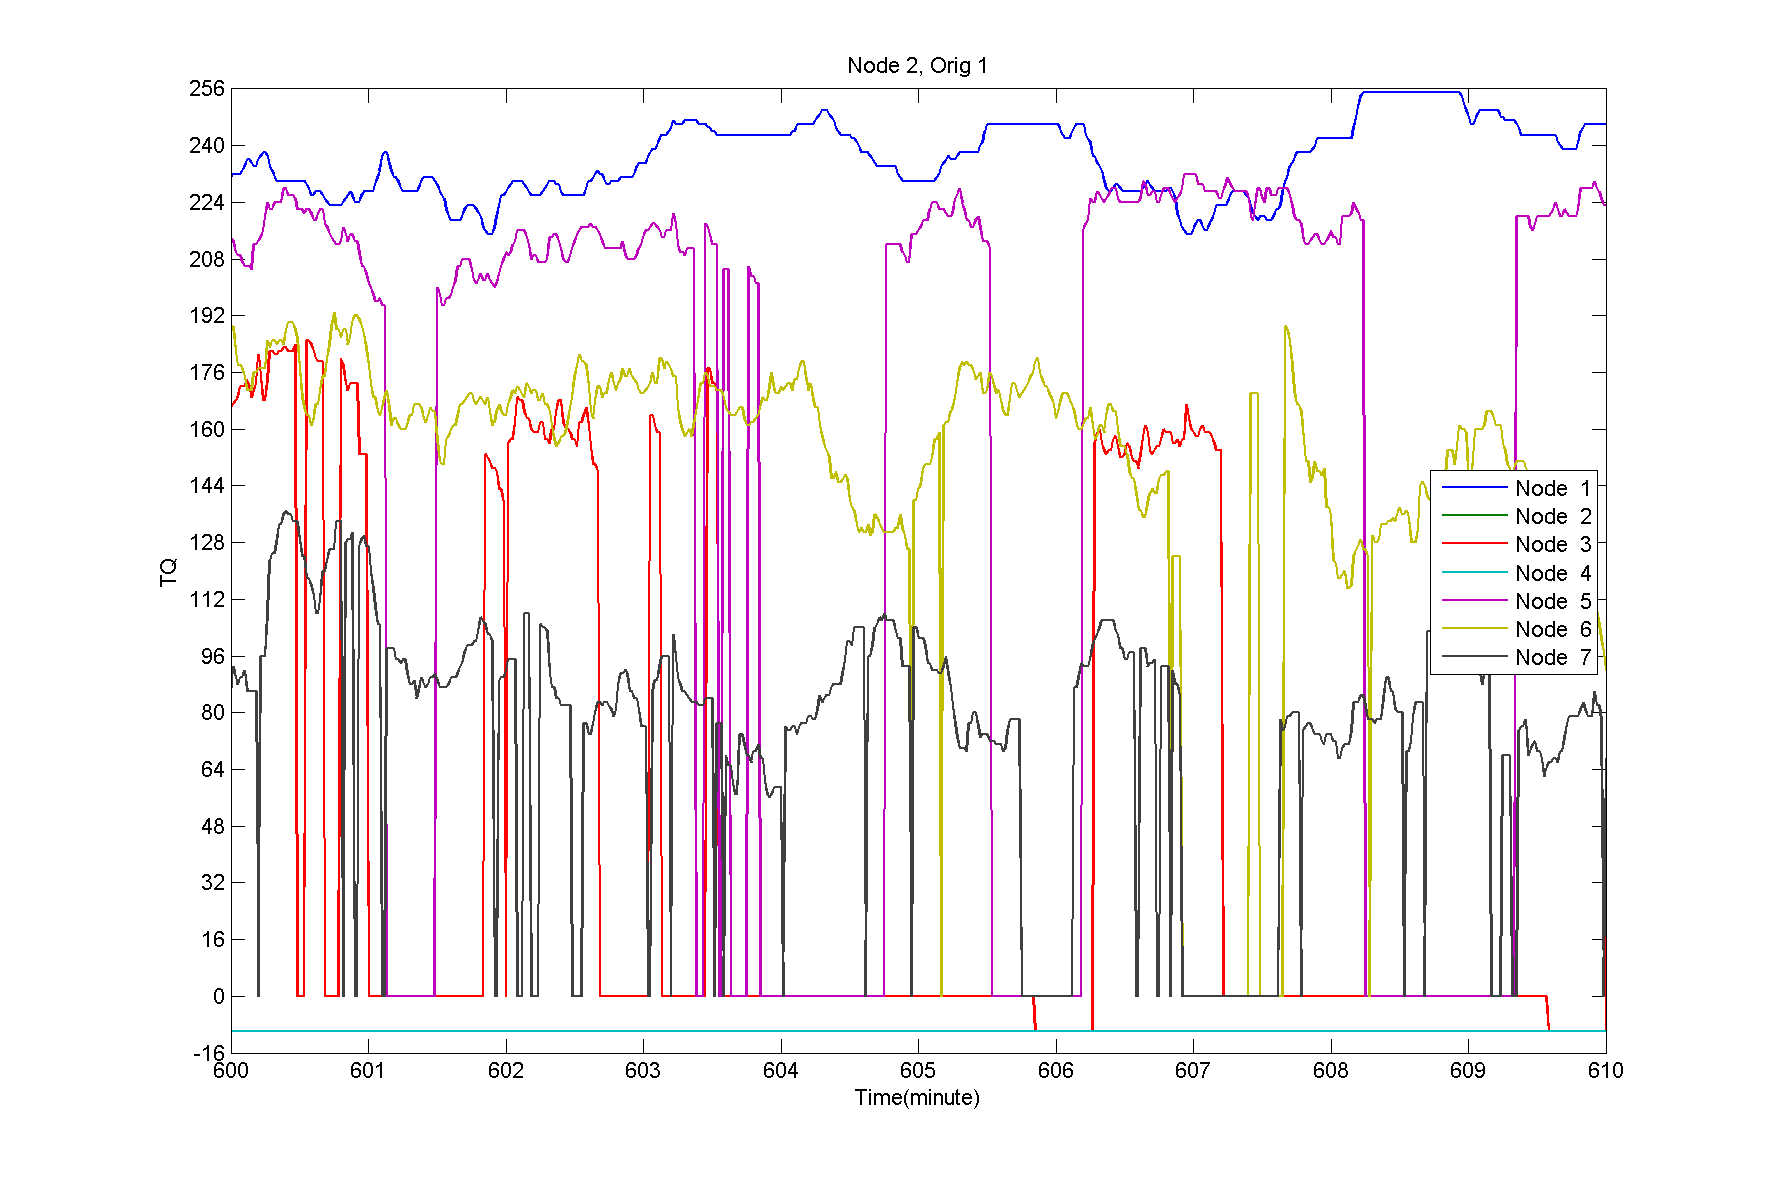 Node 2, Orig 1
256
240
224
208
192
176
160
144
128
112
96
80
64
48
32
16
0
-16
TQ
Node 1
Node 2
Node 3
Node 4
Node 5
Node 6
Node 7
600 601 602 603 604 605 606 607 608 609 610
Time(minute)